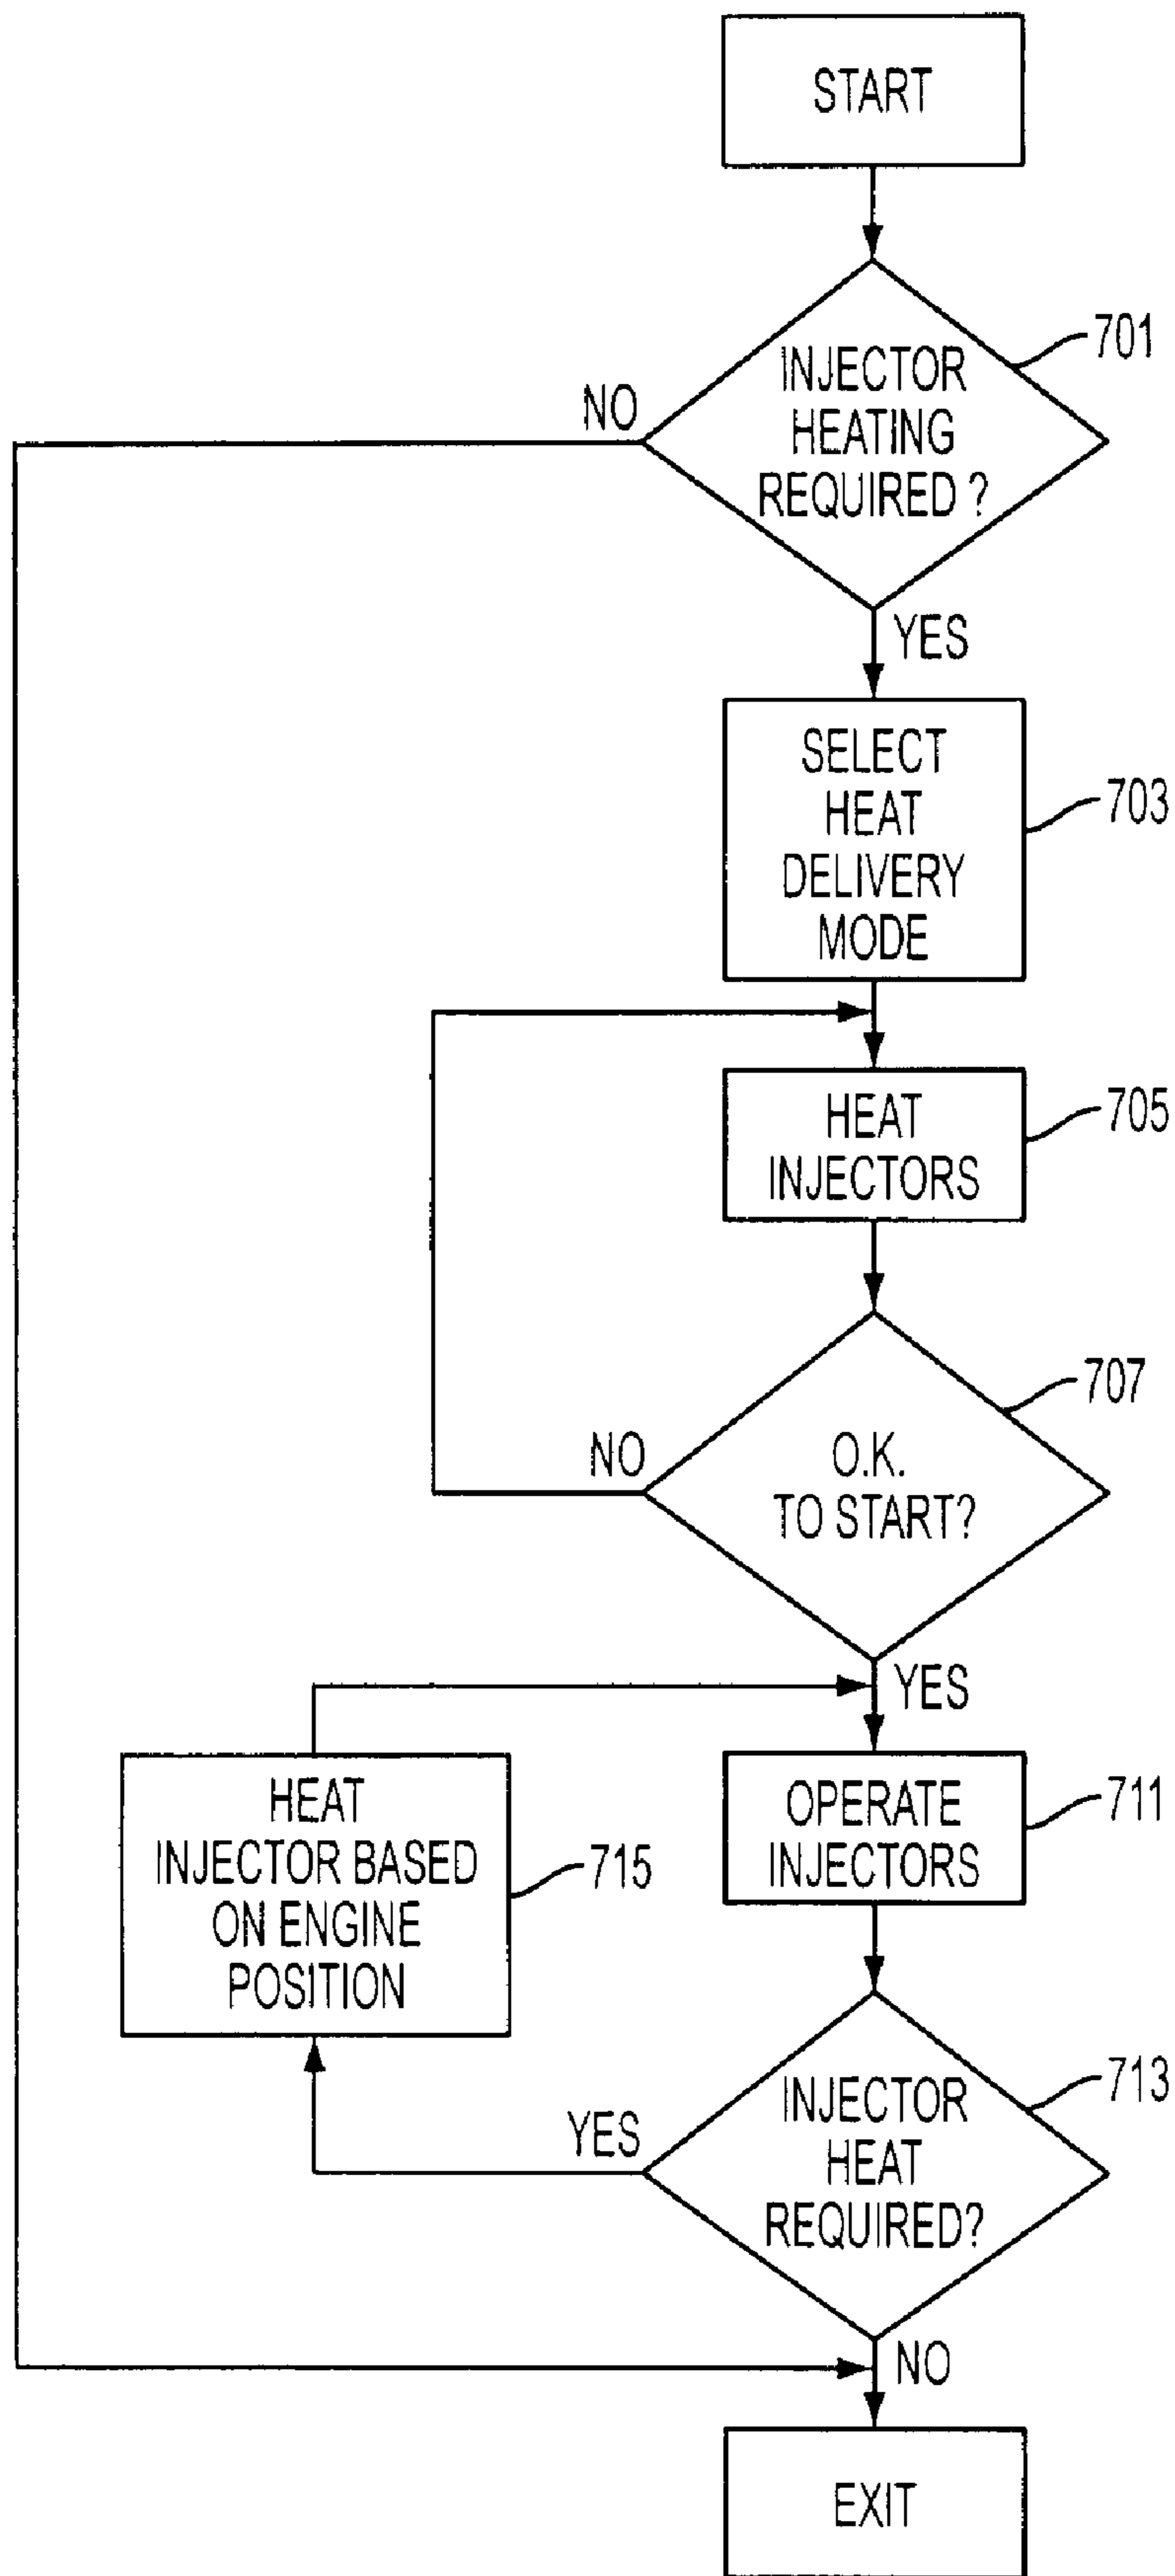 START
701
INJECTOR
HEATING
REQUIRED ?
NO
YES
SELECT
HEAT
DELIVERY
MODE
703
HEAT
INJECTORS
705
707
O.K.
TO START?
NO
YES
OPERATE
INJECTORS
711
HEAT
INJECTOR BASED
ON ENGINE
POSITION
715
713
INJECTOR
HEAT
REQUIRED?
YES
NO
EXIT